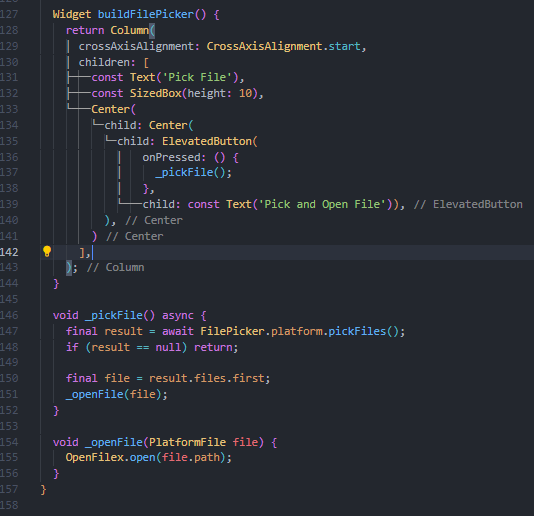 127 Widget buildFilePicker() {
128 return Column(
129 crossAxisAlignment: CrossAxisAlignment.start,
130 children: [
131 const Text('Pick File'),
132 const SizedBox(height: 10),
133 Center(
134 child: Center(
135 child: ElevatedButton(
136 onPressed: () {
137 _pickFile();
138 },
139 child: const Text('Pick and Open File')), // ElevatedButton
140 ), // Center
141 ) // Center
142 ],
143 ); // Column
144 }
145
146 void _pickFile() async {
147 final result = await FilePicker.platform.pickFiles();
148 if (result == null) return;
149
150 final file = result.files.first;
151 _openFile(file);
152 }
153
154 void _openFile(PlatformFile file) {
155 OpenFilex.open(file.path);
156 }
157 }
158